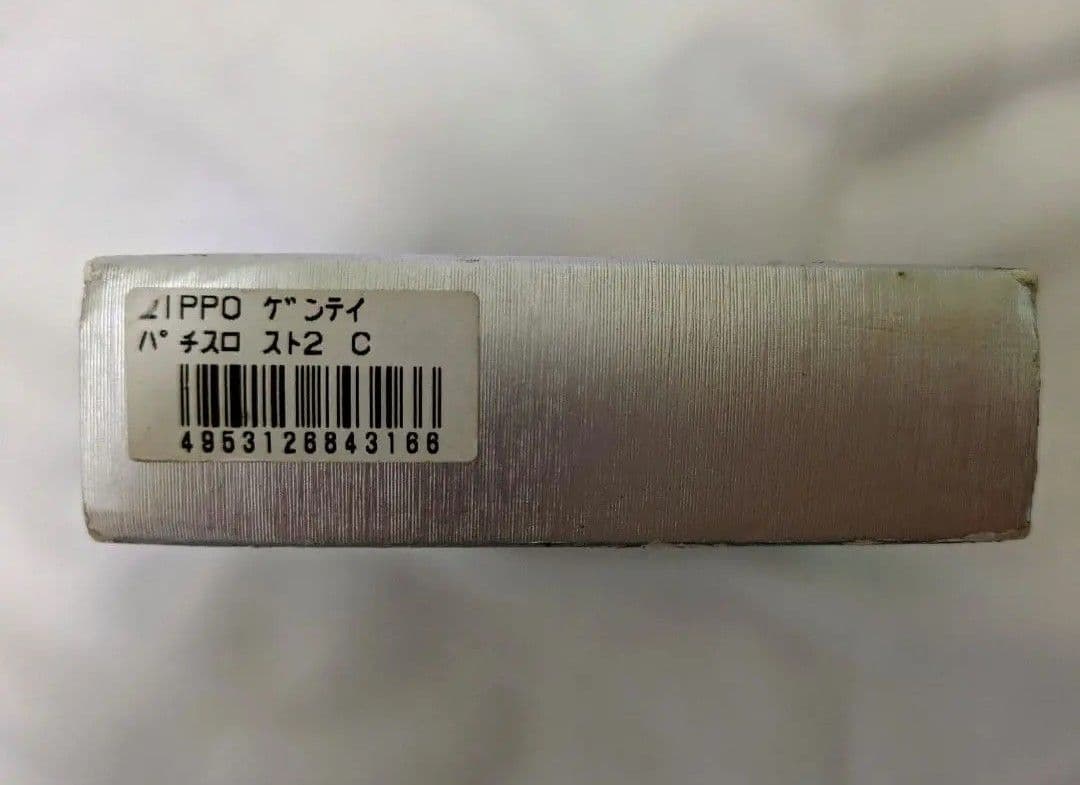 ZIPPO ｹﾞﾝﾃｲ
ﾊﾟﾁｽﾛ ｽﾄ2 C
4953126843166